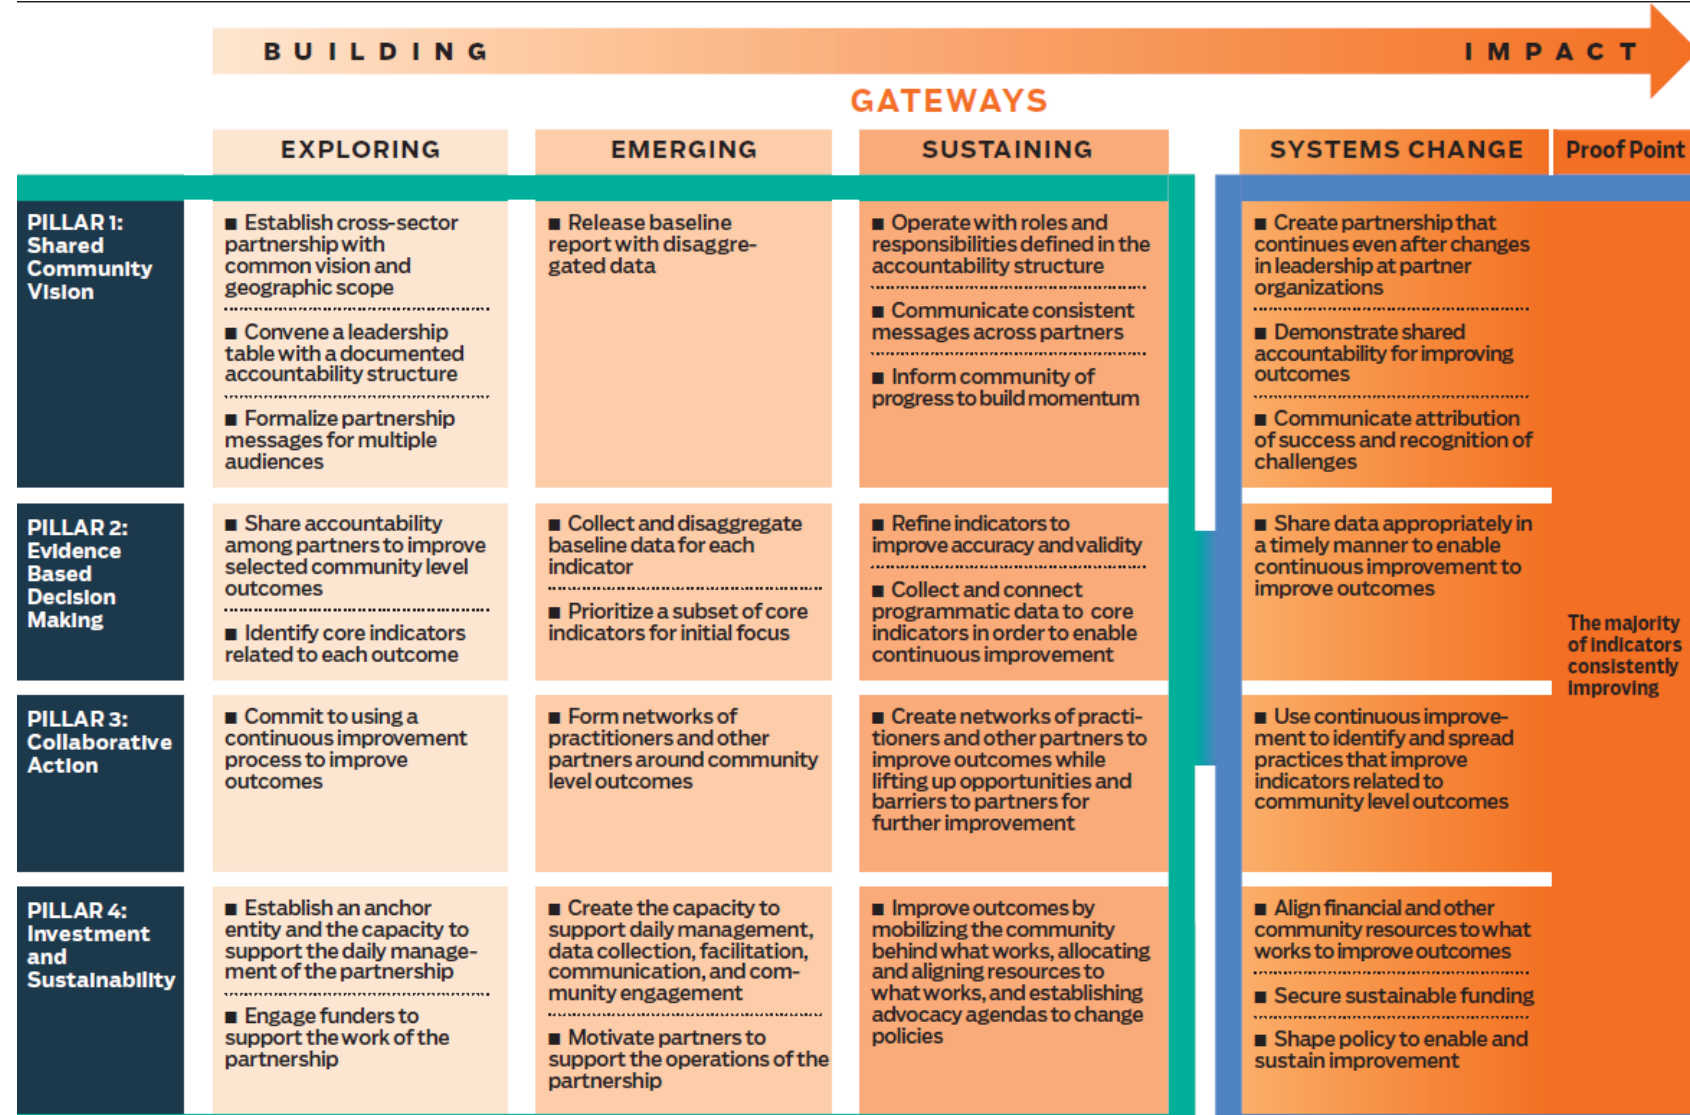 BUILDING IMPACT
GATEWAYS
EXPLORING EMERGING SUSTAINING SYSTEMS CHANGE Proof Point
PILLAR 1:
Shared
Community
Vision
■ Establish cross-sector
partnership with
common vision and
geographic scope
■ Convene a leadership
table with a documented
accountability structure
■ Formalize partnership
messages for multiple
audiences
■ Release baseline
report with disaggre-
gated data
■ Operate with roles and
responsibilities defined in the
accountability structure
■ Communicate consistent
messages across partners
■ Inform community of
progress to build momentum
■ Create partnership that
continues even after changes
in leadership at partner
organizations
■ Demonstrate shared
accountability for improving
outcomes
■ Communicate attribution
of success and recognition of
challenges
PILLAR 2:
Evidence
Based
Decision
Making
■ Share accountability
among partners to improve
selected community level
outcomes
■ Identify core indicators
related to each outcome
■ Collect and disaggregate
baseline data for each
indicator
■ Prioritize a subset of core
indicators for initial focus
■ Refine indicators to
improve accuracy and validity
■ Collect and connect
programmatic data to core
indicators in order to enable
continuous improvement
■ Share data appropriately in
a timely manner to enable
continuous improvement to
improve outcomes
The majority
of indicators
consistently
improving
PILLAR 3:
Collaborative
Action
■ Commit to using a
continuous improvement
process to improve
outcomes
■ Form networks of
practitioners and other
partners around community
level outcomes
■ Create networks of practi-
tioners and other partners to
improve outcomes while
lifting up opportunities and
barriers to partners for
further improvement
■ Use continuous improve-
ment to identify and spread
practices that improve
indicators related to
community level outcomes
PILLAR 4:
Investment
and
Sustainability
■ Establish an anchor
entity and the capacity to
support the daily manage-
ment of the partnership
■ Engage funders to
support the work of the
partnership
■ Create the capacity to
support daily management,
data collection, facilitation,
communication, and com-
munity engagement
■ Motivate partners to
support the operations of the
partnership
■ Improve outcomes by
mobilizing the community
behind what works, allocating
and aligning resources to
what works, and establishing
advocacy agendas to change
policies
■ Align financial and other
community resources to what
works to improve outcomes
■ Secure sustainable funding
■ Shape policy to enable and
sustain improvement